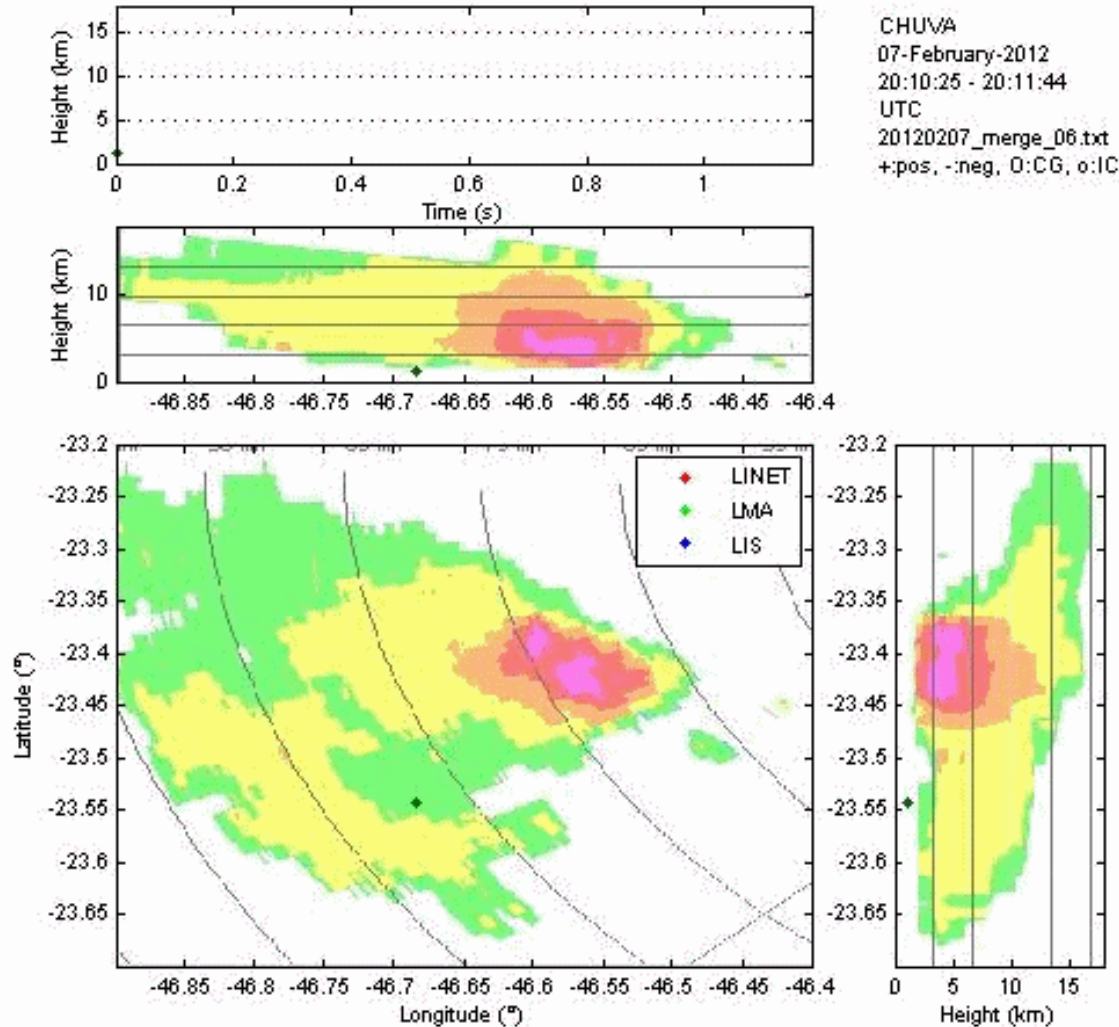 CHUVA
07-February-2012
20:10:25 - 20:11:44
UTC
20120207_merge_06.txt
+:pos, -:neg, O:CG, o:IC
Height (km)
15
10
5
0
0 0.2 0.4 0.6 0.8 1
Time (s)
Height (km)
10
0
-46.85 -46.8 -46.75 -46.7 -46.65 -46.6 -46.55 -46.5 -46.45 -46.4
Latitude (º)
-23.2
-23.25
-23.3
-23.35
-23.4
-23.45
-23.5
-23.55
-23.6
-23.65
-46.85 -46.8 -46.75 -46.7 -46.65 -46.6 -46.55 -46.5 -46.45 -46.4
Longitude (º)
LINET
LMA
LIS
-23.2
-23.25
-23.3
-23.35
-23.4
-23.45
-23.5
-23.55
-23.6
-23.65
0 5 10 15
Height (km)